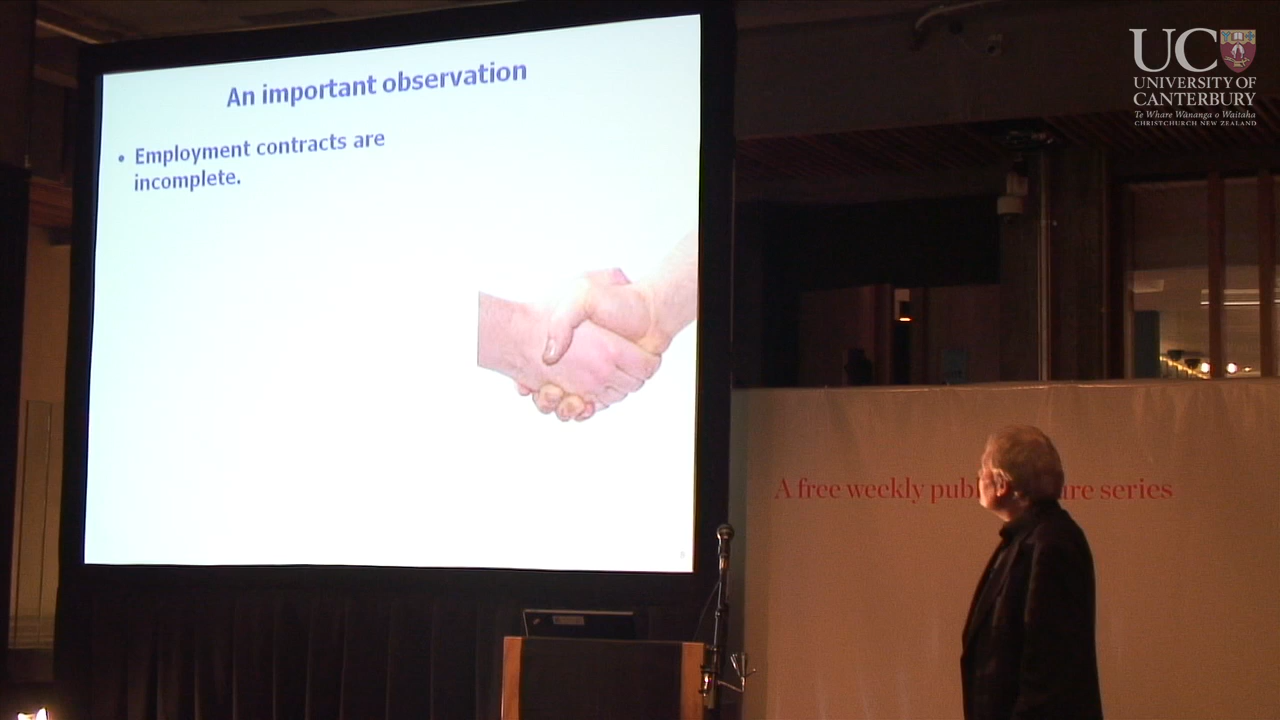 An important observation
• Employment contracts are
incomplete.
UC
UNIVERSITY OF
CANTERBURY
Te Whare Wānanga o Waitaha
CHRISTCHURCH NEW ZEALAND
A free weekly publ ure series